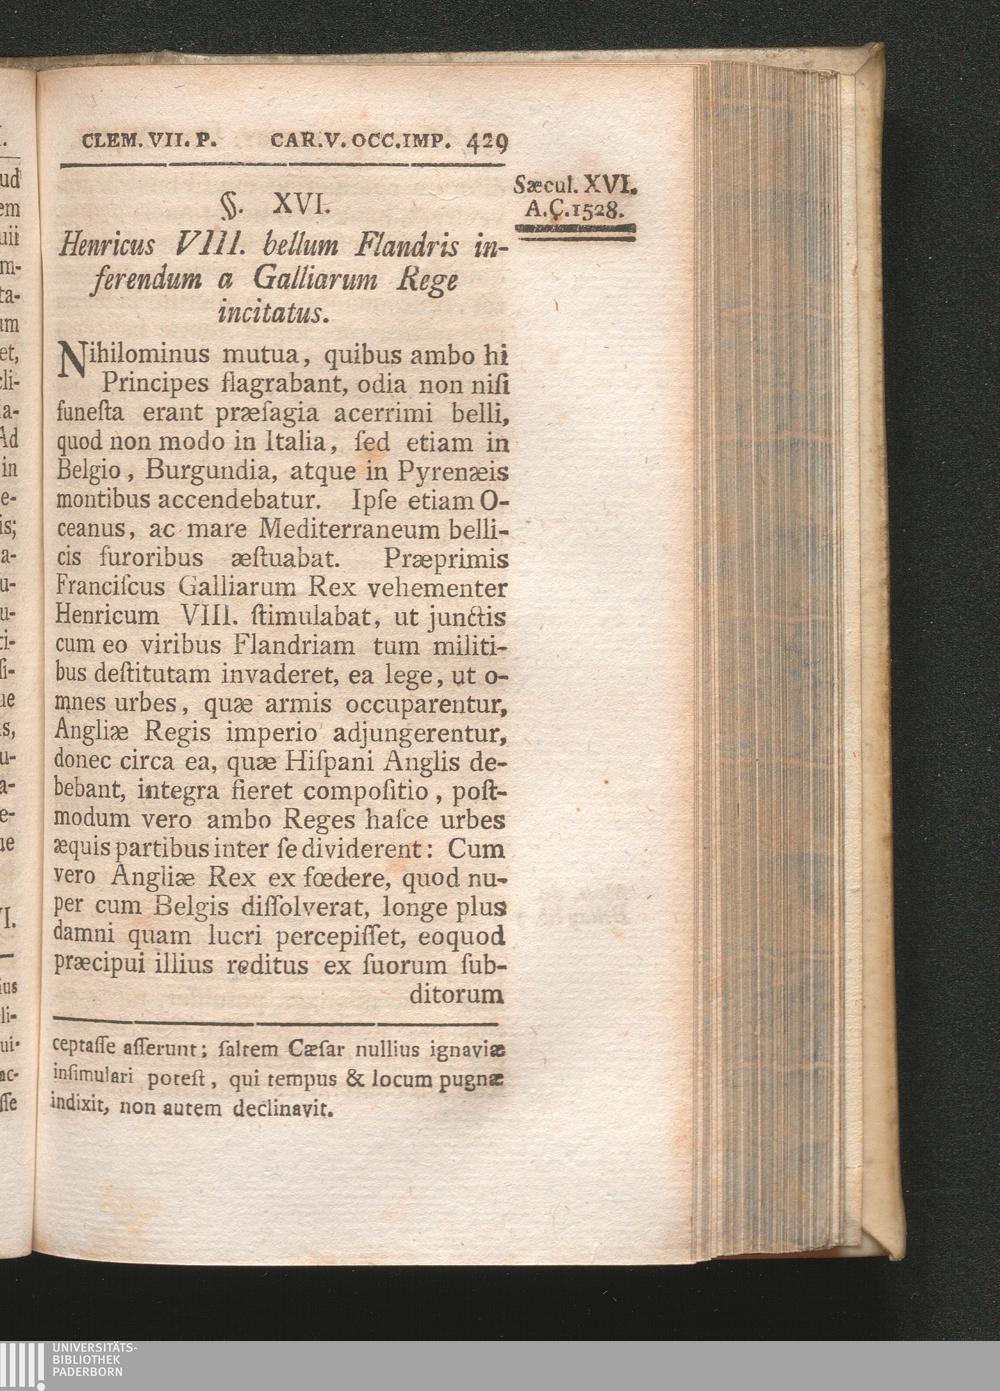 CLEM. VII. P. CAR.V. OCC.IMP. 429
Sæcul. XVI.
A.Ç.1528.
§. XVI.
Henricus VIII. bellum Flandris in-
ferendum a Galliarum Rege
incitatus.
Nihilominus mutua, quibus ambo hi
Principes flagrabant, odia non niſi
funeſta erant præſagia acerrimi belli,
quod non modo in Italia, ſed etiam in
Belgio, Burgundia, atque in Pyrenæis
montibus accendebatur. Ipſe etiam O-
ceanus, ac mare Mediterraneum belli-
cis furoribus æſtuabat. Præprimis
Franciſcus Galliarum Rex vehementer
Henricum VIII. ſtimulabat, ut junctis
cum eo viribus Flandriam tum militi-
bus deſtitutam invaderet, ea lege, ut o-
mnes urbes, quæ armis occuparentur,
Angliæ Regis imperio adjungerentur,
donec circa ea, quæ Hiſpani Anglis de-
bebant, integra fieret compoſitio, poſt-
modum vero ambo Reges haſce urbes
æquis partibus inter ſe dividerent: Cum
vero Angliæ Rex ex fœdere, quod nu-
per cum Belgis diſſolverat, longe plus
damni quam lucri percepiſſet, eoquod
præcipui illius reditus ex ſuorum ſub-
ditorum
ceptaſſe aſſerunt; ſaltem Cæſar nullius ignaviæ
inſimulari poteſt, qui tempus & locum pugnæ
indixit, non autem declinavit.
UNIVERSITÄTS-
BIBLIOTHEK
PADERBORN